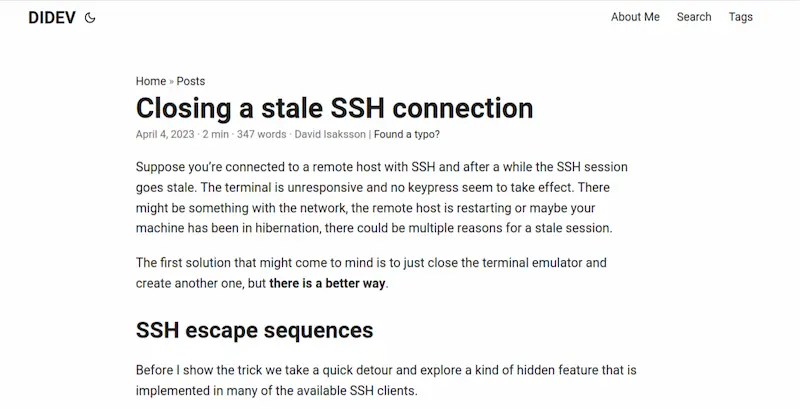 DIDEV
About Me Search Tags
Home » Posts
Closing a stale SSH connection
April 4, 2023 · 2 min · 347 words · David Isaksson | Found a typo?
Suppose you’re connected to a remote host with SSH and after a while the SSH session
goes stale. The terminal is unresponsive and no keypress seem to take effect. There
might be something with the network, the remote host is restarting or maybe your
machine has been in hibernation, there could be multiple reasons for a stale session.
The first solution that might come to mind is to just close the terminal emulator and
create another one, but there is a better way.
SSH escape sequences
Before I show the trick we take a quick detour and explore a kind of hidden feature that is
implemented in many of the available SSH clients.